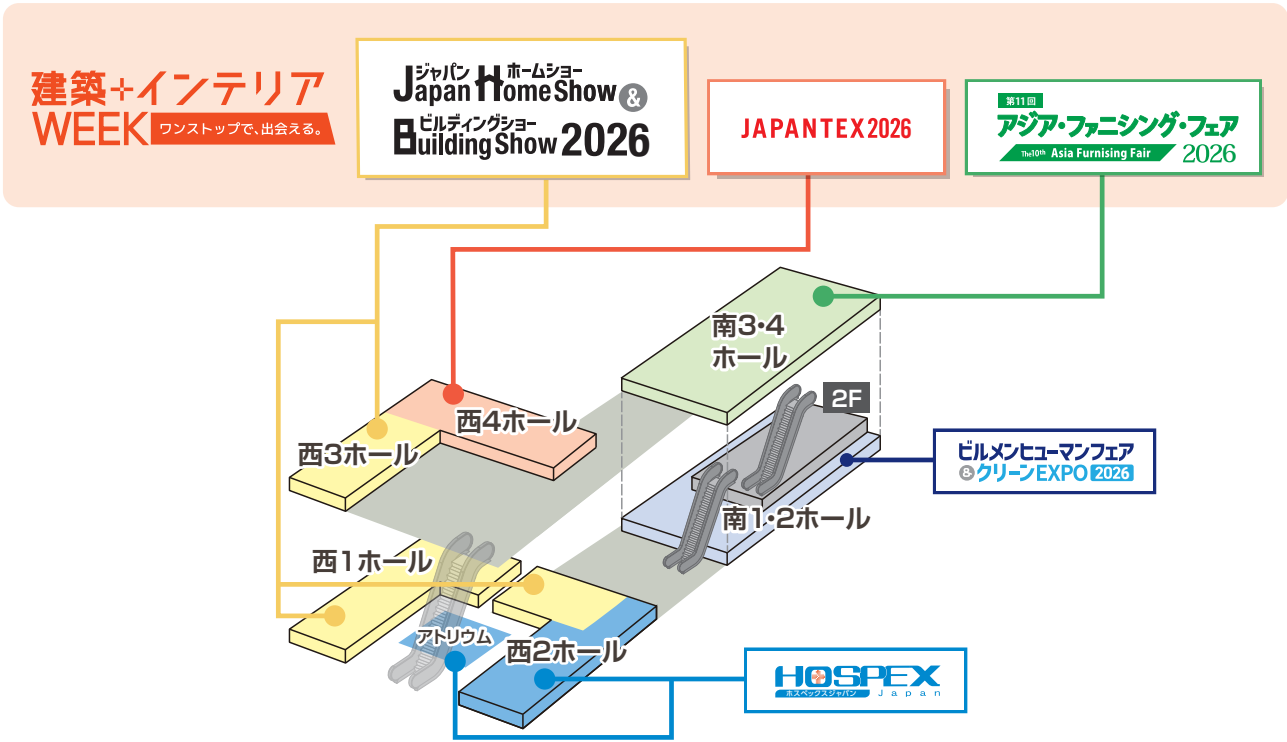 建築+インテリア
WEEK ワンストップで、出会える。
ジャパン ホームショー
Japan Home Show &
ビルディングショー
Building Show 2026
JAPANTEX 2026
第11回
アジア・ファニシング・フェア
The10th Asia Furnising Fair 2026
南3・4
ホール
2F
西4ホール
西3ホール
ビルメンヒューマンフェア
&クリーンEXPO 2026
南1・2ホール
西1ホール
アトリウム
西2ホール
HOSPEX
ホスペックスジャパン Japan